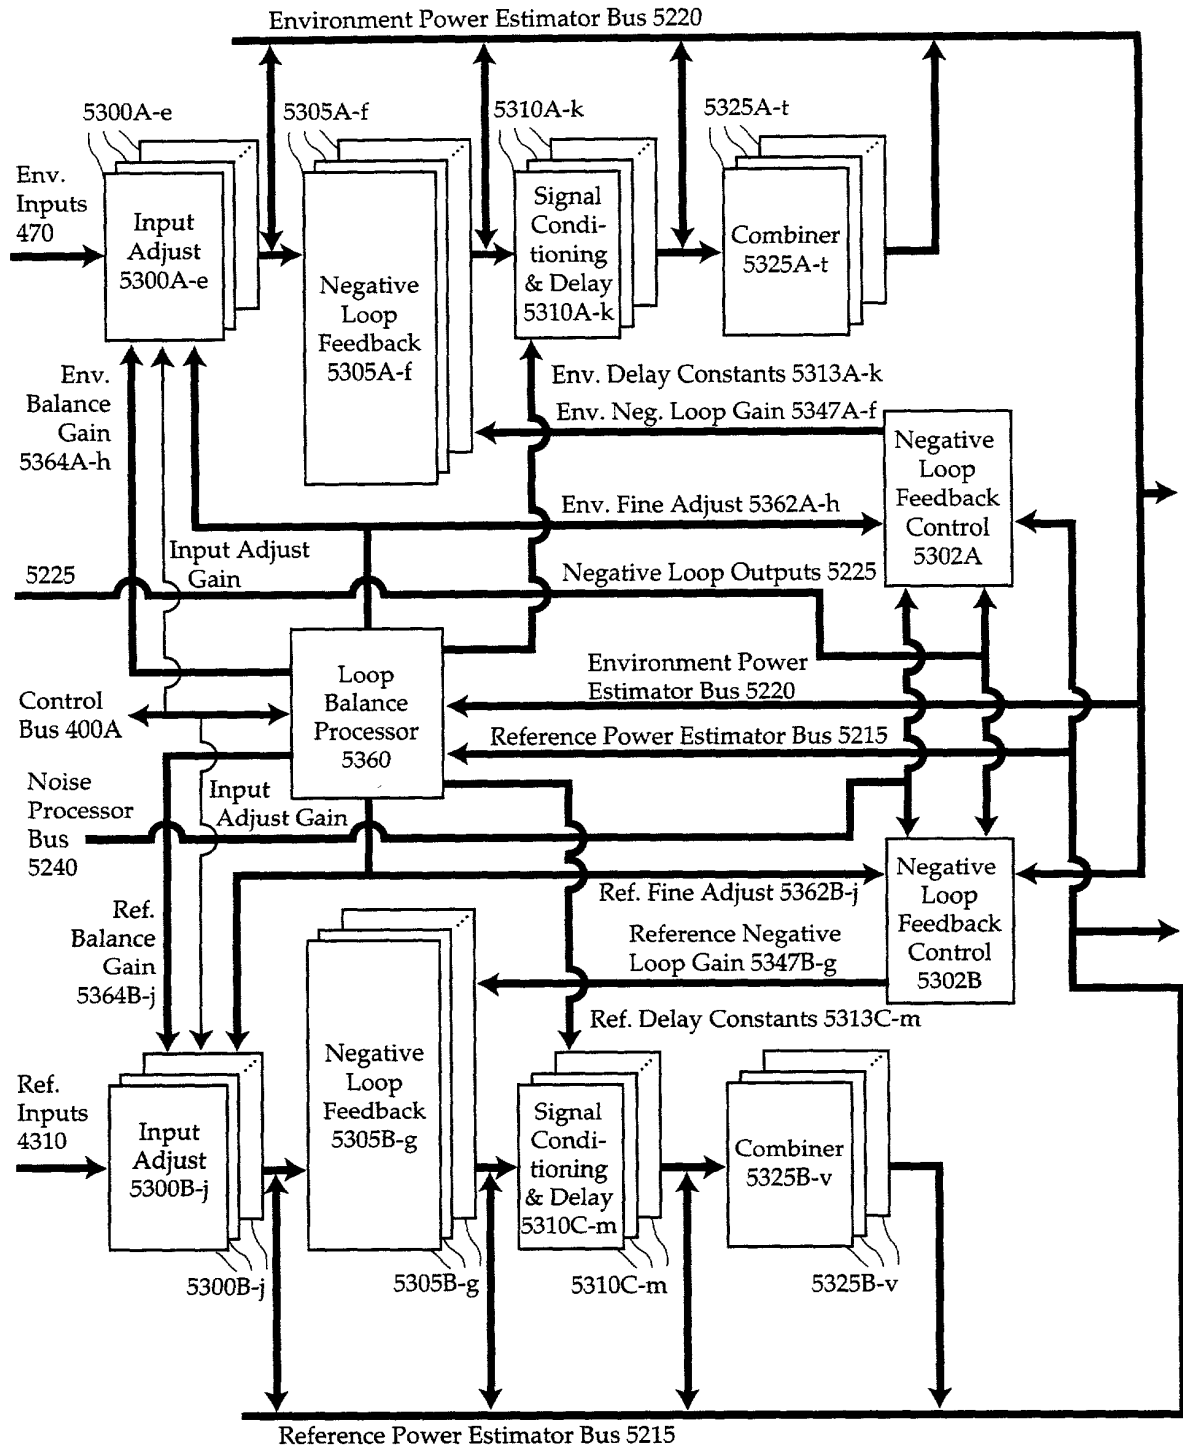 Environment Power Estimator Bus 5220
5300A-e
5305A-f
5310A-k
5325A-t
Env.
Inputs
470
Input
Adjust
5300A-e
Negative
Loop
Feedback
5305A-f
Signal
Condi-
tioning
& Delay
5310A-k
Combiner
5325A-t
Env.
Balance
Gain
5364A-h
Env. Delay Constants 5313A-k
Env. Neg. Loop Gain 5347A-f
Negative
Loop
Feedback
Control
5302A
Env. Fine Adjust 5362A-h
Input Adjust
Gain
5225
Negative Loop Outputs 5225
Loop
Balance
Processor
5360
Environment Power
Estimator Bus 5220
Control
Bus 400A
Reference Power Estimator Bus 5215
Noise
Processor
Bus
5240
Input
Adjust Gain
Ref. Fine Adjust 5362B-j
Negative
Loop
Feedback
Control
5302B
Ref.
Balance
Gain
5364B-j
Reference Negative
Loop Gain 5347B-g
Ref. Delay Constants 5313C-m
Ref.
Inputs
4310
Input
Adjust
5300B-j
Negative
Loop
Feedback
5305B-g
Signal
Condi-
tioning
& Delay
5310C-m
Combiner
5325B-v
5300B-j
5305B-g
5310C-m
5325B-v
Reference Power Estimator Bus 5215